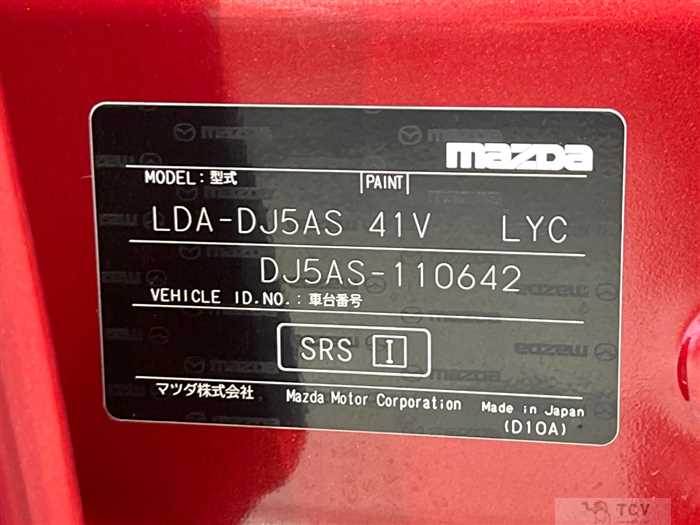 mazda
MODEL:型式 PAINT
LDA-DJ5AS 41V LYC
DJ5AS-110642
VEHICLE ID.NO.:車台番号
SRS I
マツダ株式会社 Mazda Motor Corporation Made in Japan
(D10A)
TCV